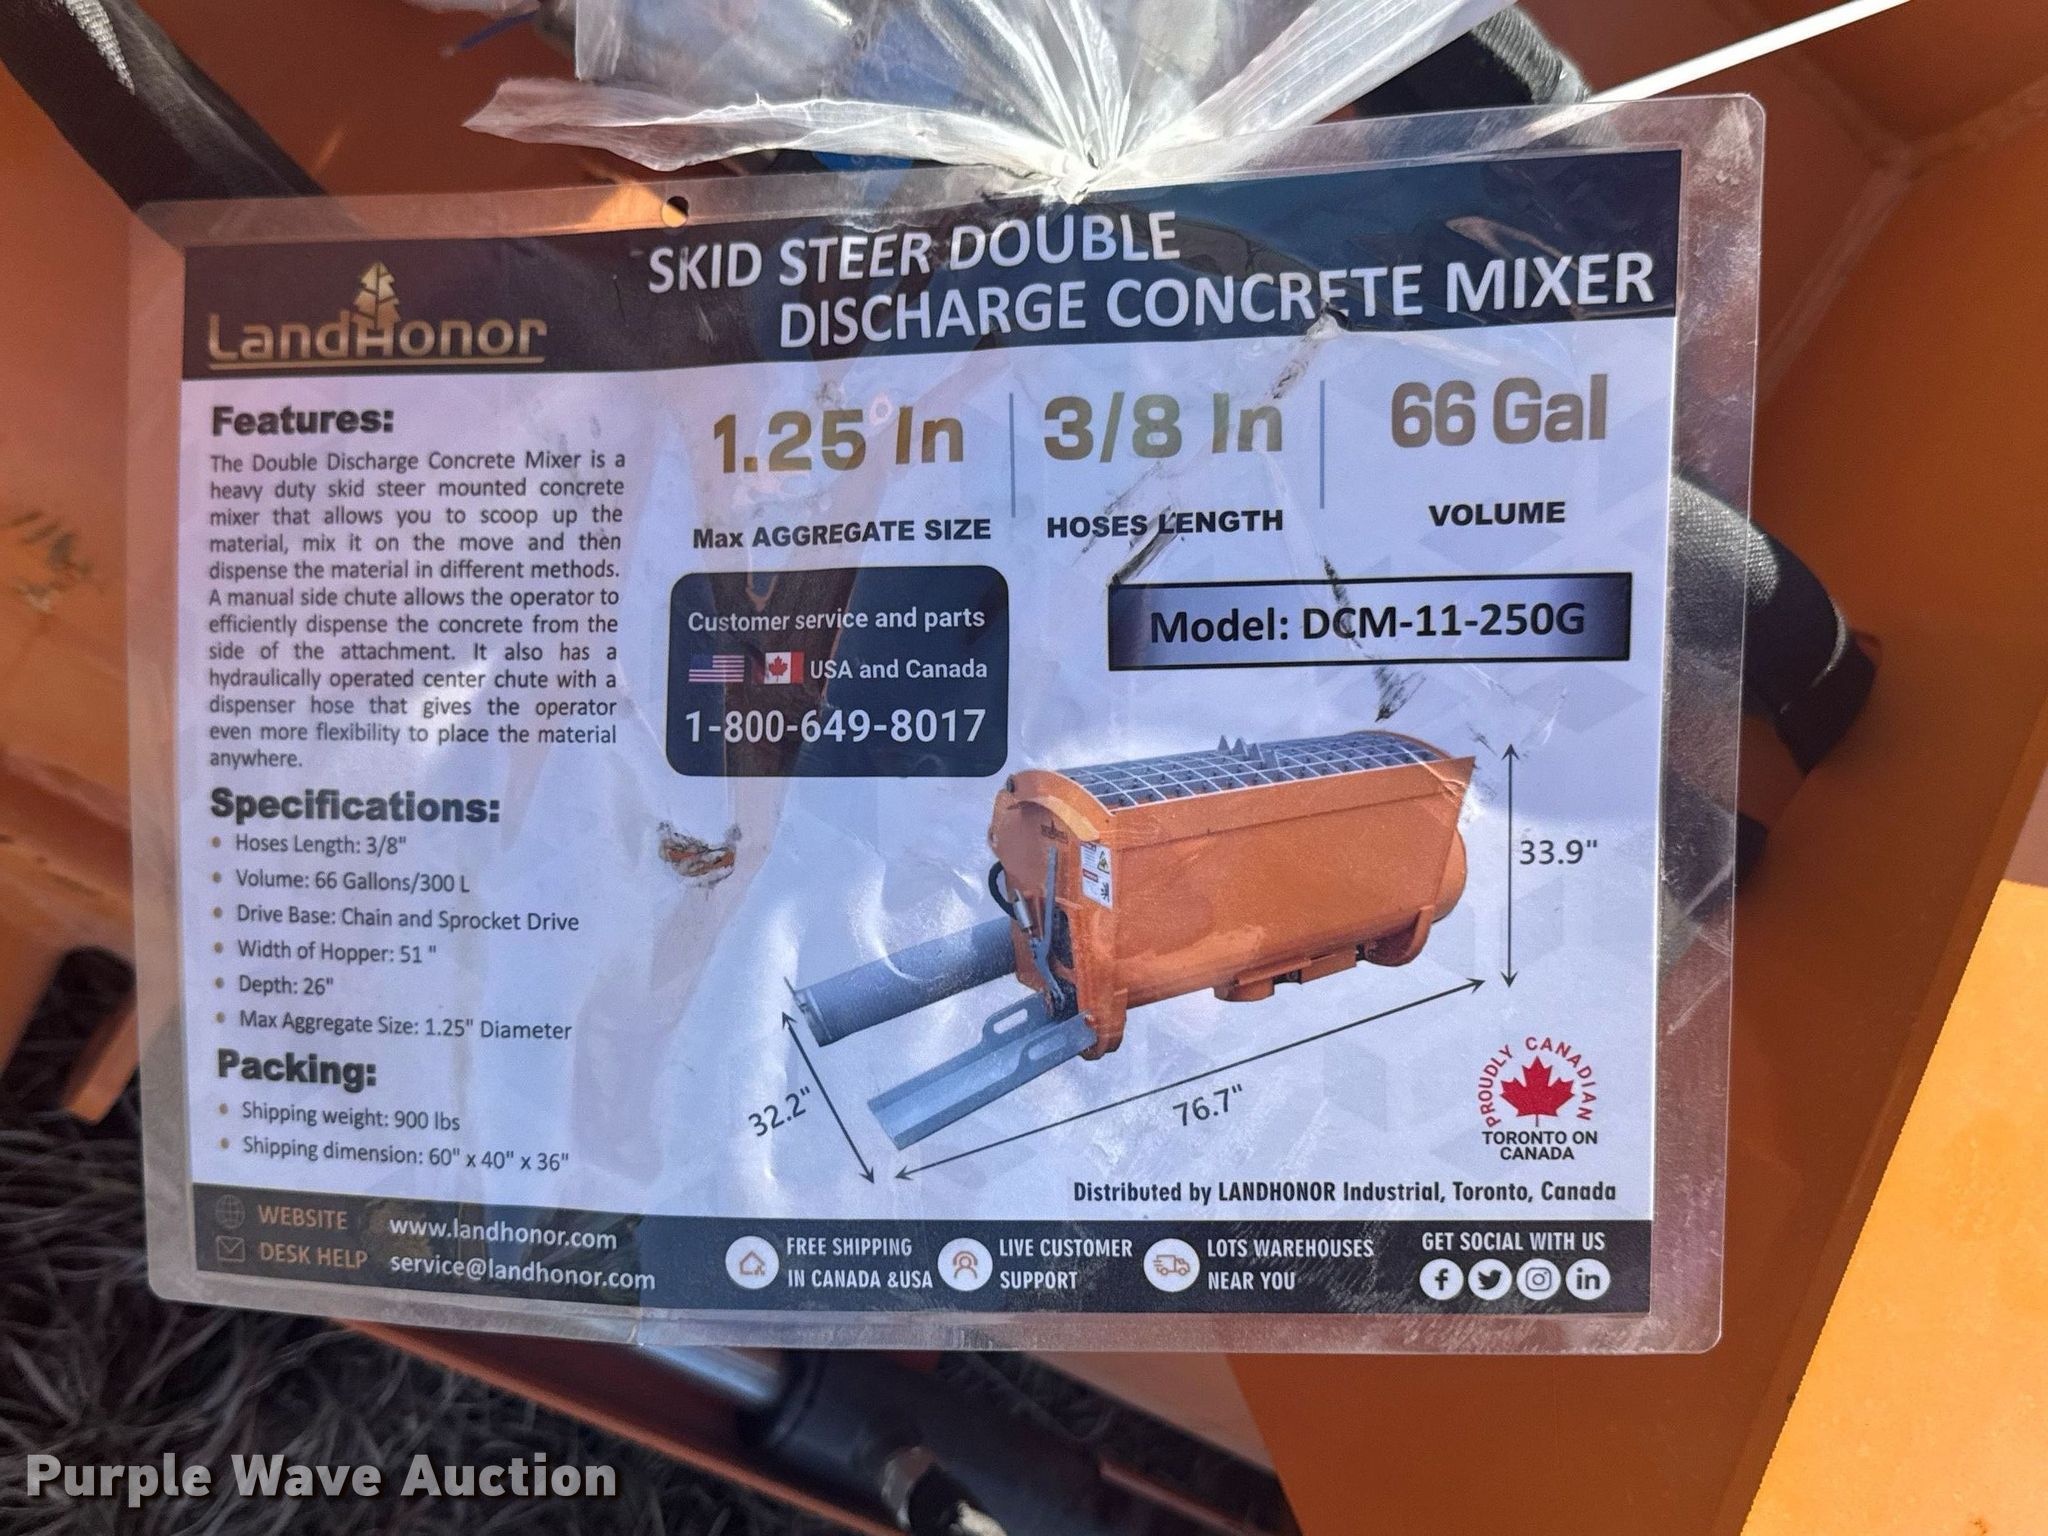 LandHonor
SKID STEER DOUBLE
DISCHARGE CONCRETE MIXER
Features:
The Double Discharge Concrete Mixer is a
heavy duty skid steer mounted concrete
mixer that allows you to scoop up the
material, mix it on the move and then
dispense the material in different methods.
A manual side chute allows the operator to
efficiently dispense the concrete from the
side of the attachment. It also has a
hydraulically operated center chute with a
dispenser hose that gives the operator
even more flexibility to place the material
anywhere.
Specifications:
• Hoses Length: 3/8"
• Volume: 66 Gallons/300 L
• Drive Base: Chain and Sprocket Drive
• Width of Hopper: 51 "
• Depth: 26"
• Max Aggregate Size: 1.25" Diameter
Packing:
• Shipping weight: 900 lbs
• Shipping dimension: 60" x 40" x 36"
1.25 In
Max AGGREGATE SIZE
3/8 In
HOSES LENGTH
66 Gal
VOLUME
Customer service and parts
USA and Canada
1-800-649-8017
Model: DCM-11-250G
33.9"
32.2"
76.7"
PROUDLY CANADIAN
TORONTO ON
CANADA
Distributed by LANDHONOR Industrial, Toronto, Canada
WEBSITE www.landhonor.com
DESK HELP service@landhonor.com
FREE SHIPPING
IN CANADA &USA
LIVE CUSTOMER
SUPPORT
LOTS WAREHOUSES
NEAR YOU
GET SOCIAL WITH US
Purple Wave Auction